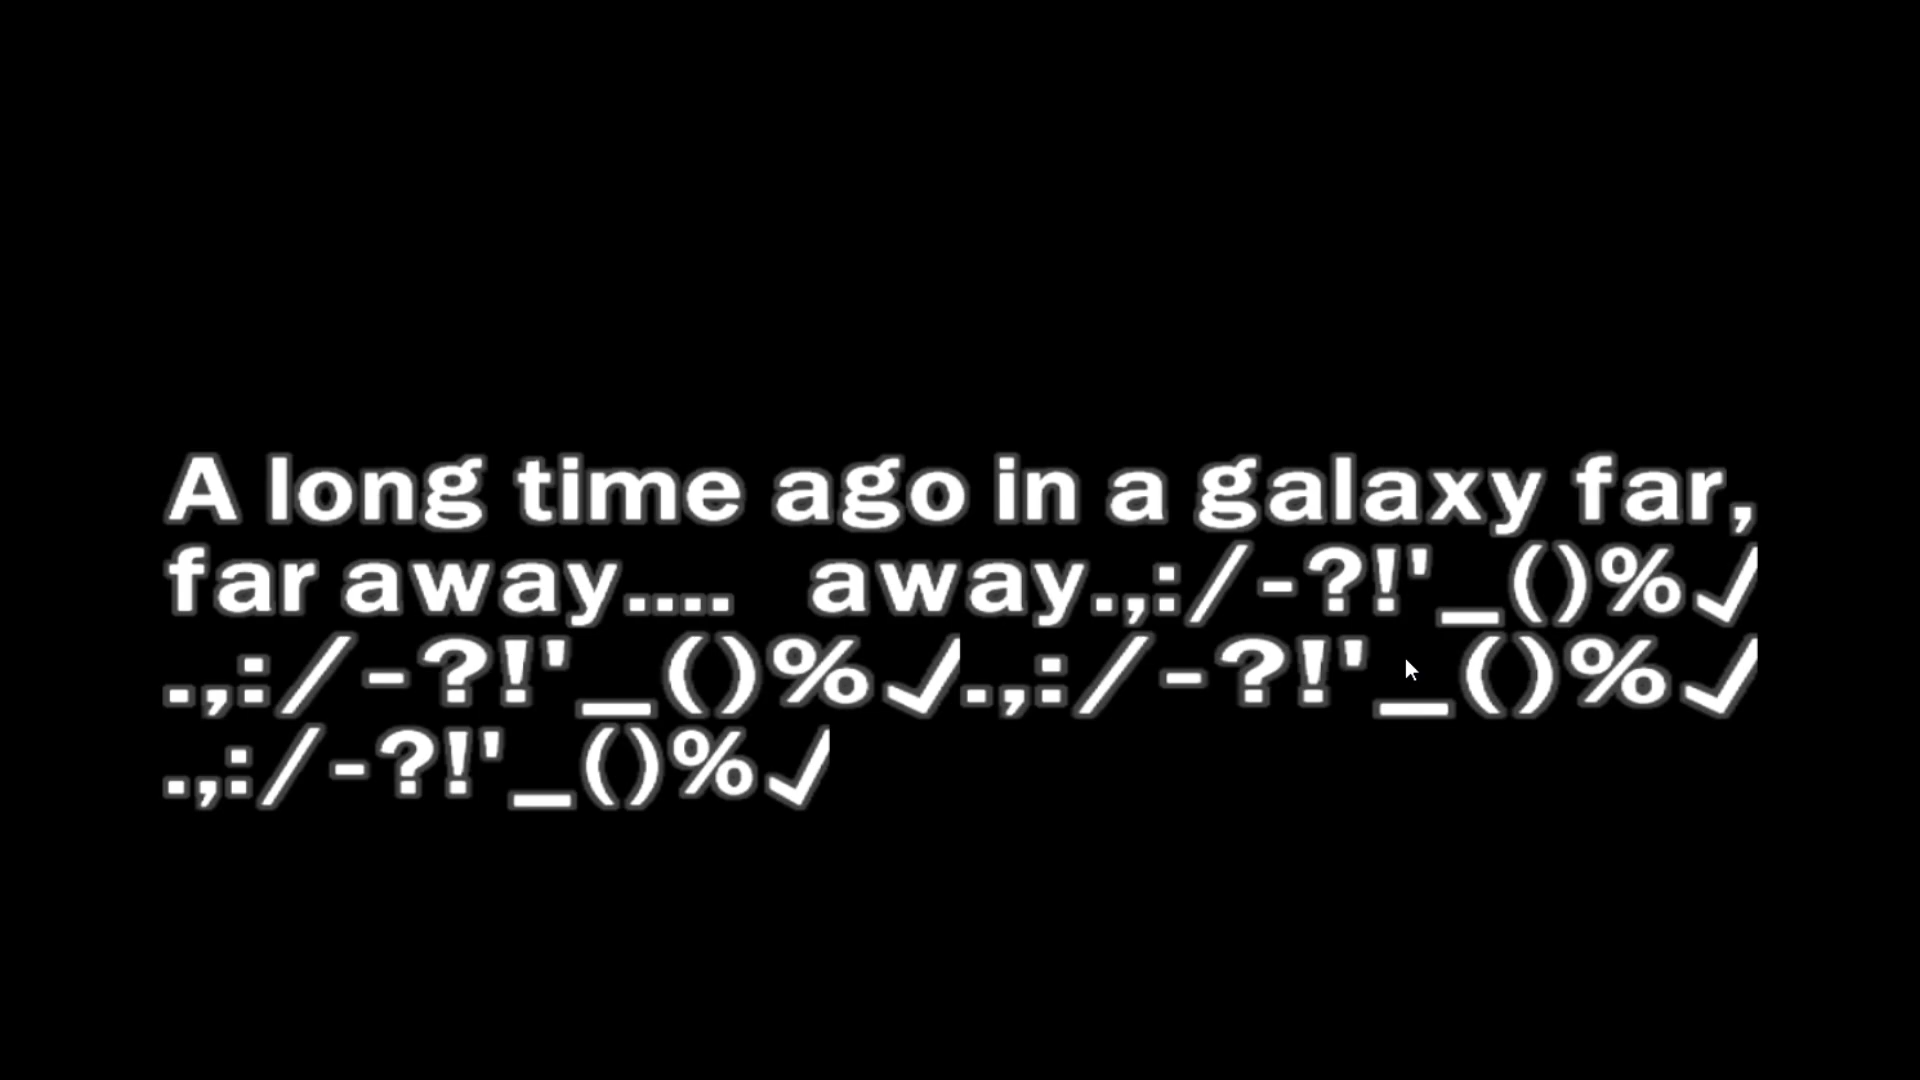 A long time ago in a galaxy far,
far away.... away.,:/-?!'_()%✓
.,:/-?!'_()%✓.,:/-?!'_()%✓
.,:/-?!'_()%✓